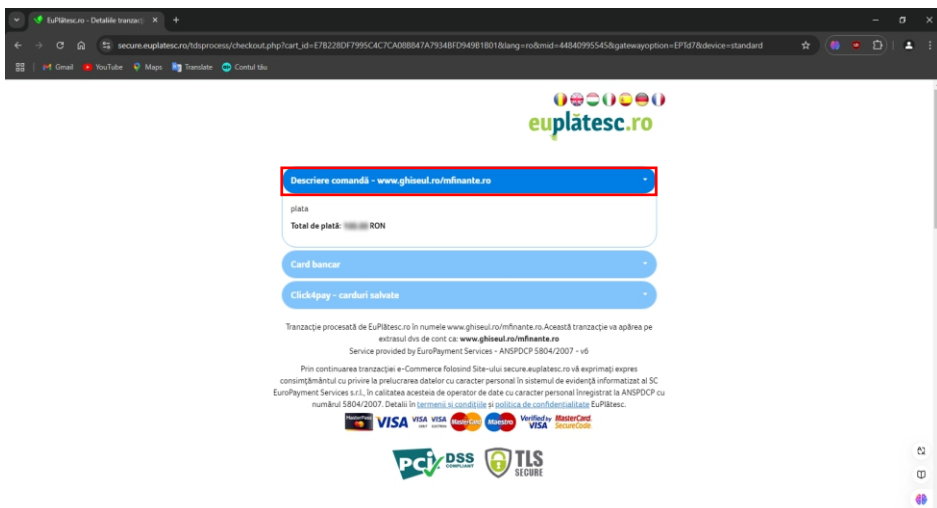 EuPlătesc.ro - Detaliile tranzacți
secure.euplatesc.ro/tdsprocess/checkout.php?cart_id=E7B228DF7995C4C7CA088847A7934BFD949B1B01&lang=ro&mid=44840995545&gatewayoption=EPTd7&device=standard
Gmail YouTube Maps Translate Contul tău
euplătesc.ro
Descriere comandă - www.ghiseul.ro/mfinante.ro
plata
Total de plată: RON
Card bancar
Click4pay - carduri salvate
Tranzacție procesată de EuPlătesc.ro în numele www.ghiseul.ro/mfinante.ro. Această tranzacție va apărea pe
extrasul dvs de cont ca: www.ghiseul.ro/mfinante.ro
Service provided by EuroPayment Services - ANSPDCP 5804/2007 - v6
Prin continuarea tranzacției e-Commerce folosind Site-ului secure.euplatesc.ro vă exprimați expres
consimțământul cu privire la prelucrarea datelor cu caracter personal în sistemul de evidență informatizat al SC
EuroPayment Services s.r.l., în calitatea acesteia de operator de date cu caracter personal înregistrat la ANSPDCP cu
numărul 5804/2007. Detalii în termenii și condițiile și politica de confidențialitate EuPlătesc.
MasterPass VISA VISA VISA MasterCard Maestro Verified by VISA MasterCard. SecureCode.
PCI DSS COMPLIANT TLS SECURE